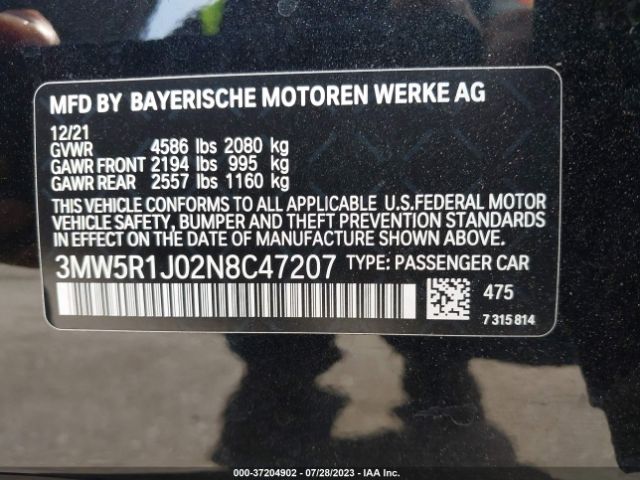 MFD BY BAYERISCHE MOTOREN WERKE AG
12/21
GVWR 4586 lbs 2080 kg
GAWR FRONT 2194 lbs 995 kg
GAWR REAR 2557 lbs 1160 kg
THIS VEHICLE CONFORMS TO ALL APPLICABLE U.S.FEDERAL MOTOR
VEHICLE SAFETY, BUMPER AND THEFT PREVENTION STANDARDS
IN EFFECT ON THE DATE OF MANUFACTURE SHOWN ABOVE.
3MW5R1J02N8C47207 TYPE: PASSENGER CAR
475
7 315 814
000-37204902 - 07/28/2023 - IAA Inc.